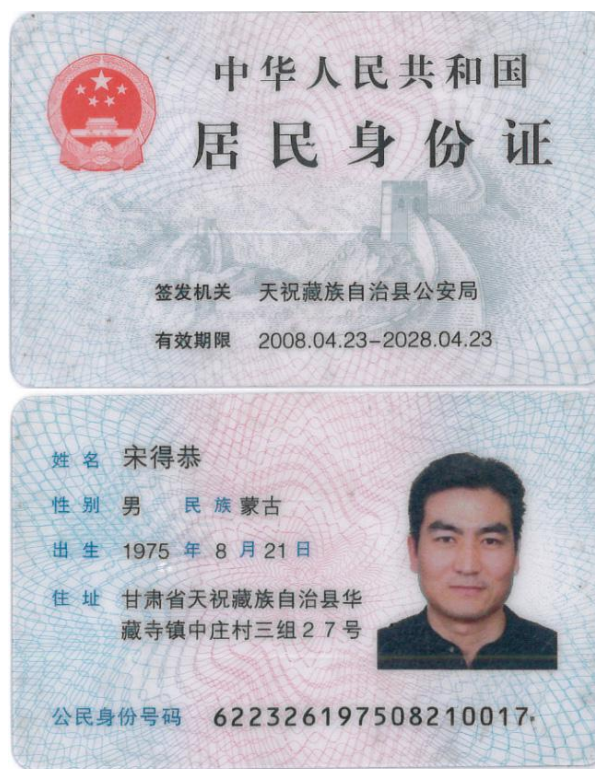 中华人民共和国
居民身份证
签发机关 天祝藏族自治县公安局
有效期限 2008.04.23-2028.04.23
姓名 宋得恭
性别 男 民族 蒙古
出生 1975 年 8 月 21 日
住址 甘肃省天祝藏族自治县华
藏寺镇中庄村三组27号
公民身份号码 622326197508210017